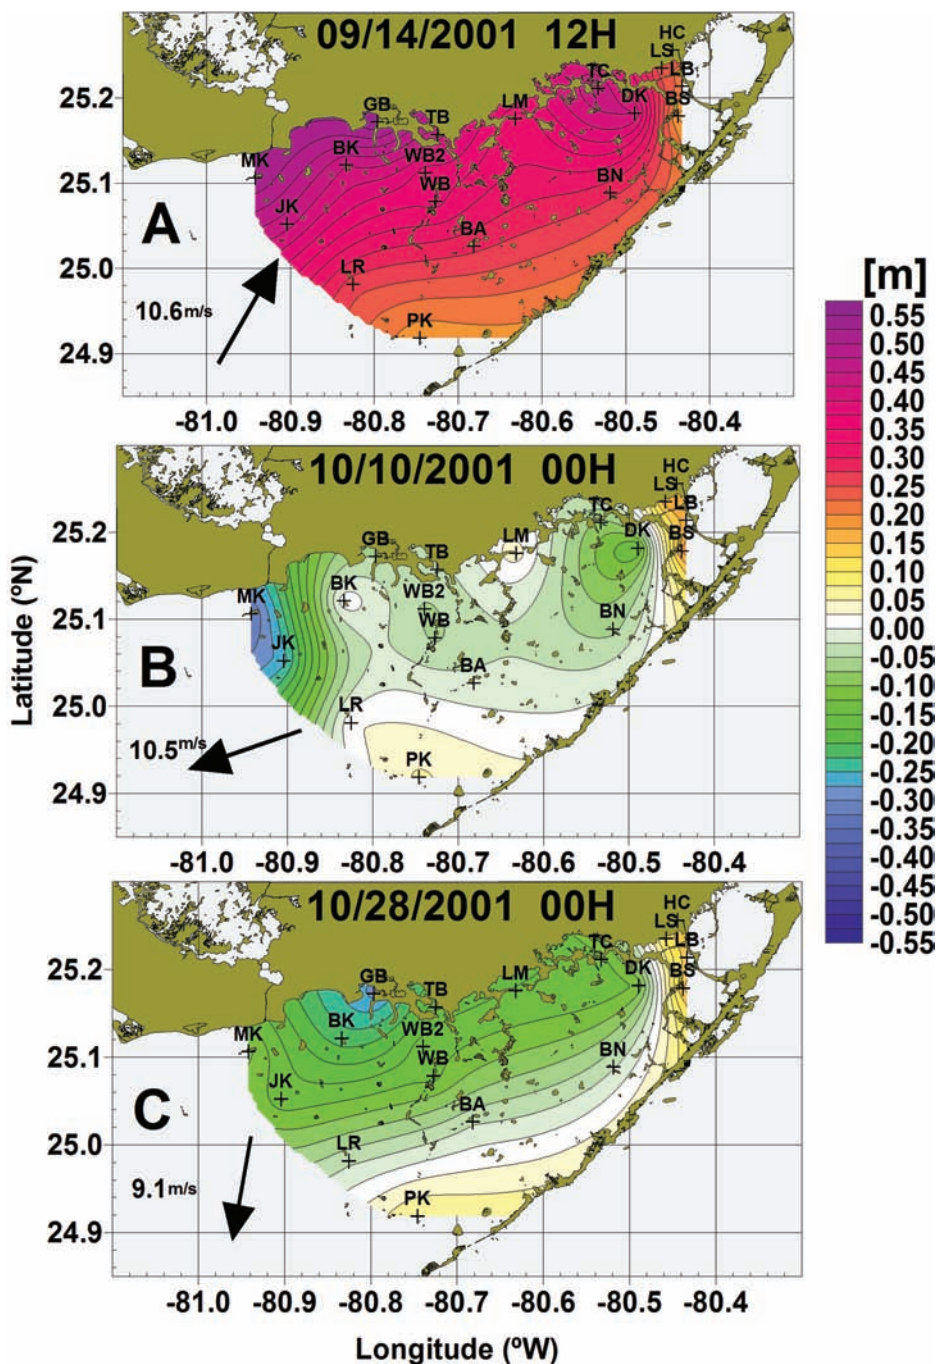 09/14/2001 12H
HC
LS
LB
TC
25.2
DK
BS
GB
TB
LM
MK
BK
WB2
25.1
WB
BN
JK
A
BA
25.0
LR
10.6m/s
PK
24.9
-81.0 -80.9 -80.8 -80.7 -80.6 -80.5 -80.4
[m]
0.55
0.50
0.45
0.40
0.35
0.30
0.25
0.20
0.15
0.10
0.05
0.00
-0.05
-0.10
-0.15
-0.20
-0.25
-0.30
-0.35
-0.40
-0.45
-0.50
-0.55
10/10/2001 00H
HC
LS
LB
TC
25.2
DK
BS
GB
TB
LM
MK
BK
WB2
25.1
WB
BN
JK
B
BA
25.0
LR
10.5m/s
PK
24.9
-81.0 -80.9 -80.8 -80.7 -80.6 -80.5 -80.4
Latitude (ºN)
10/28/2001 00H
HC
LS
LB
TC
25.2
DK
BS
GB
TB
LM
MK
BK
WB2
25.1
WB
BN
JK
C
BA
25.0
LR
9.1m/s
PK
24.9
-81.0 -80.9 -80.8 -80.7 -80.6 -80.5 -80.4
Longitude (ºW)